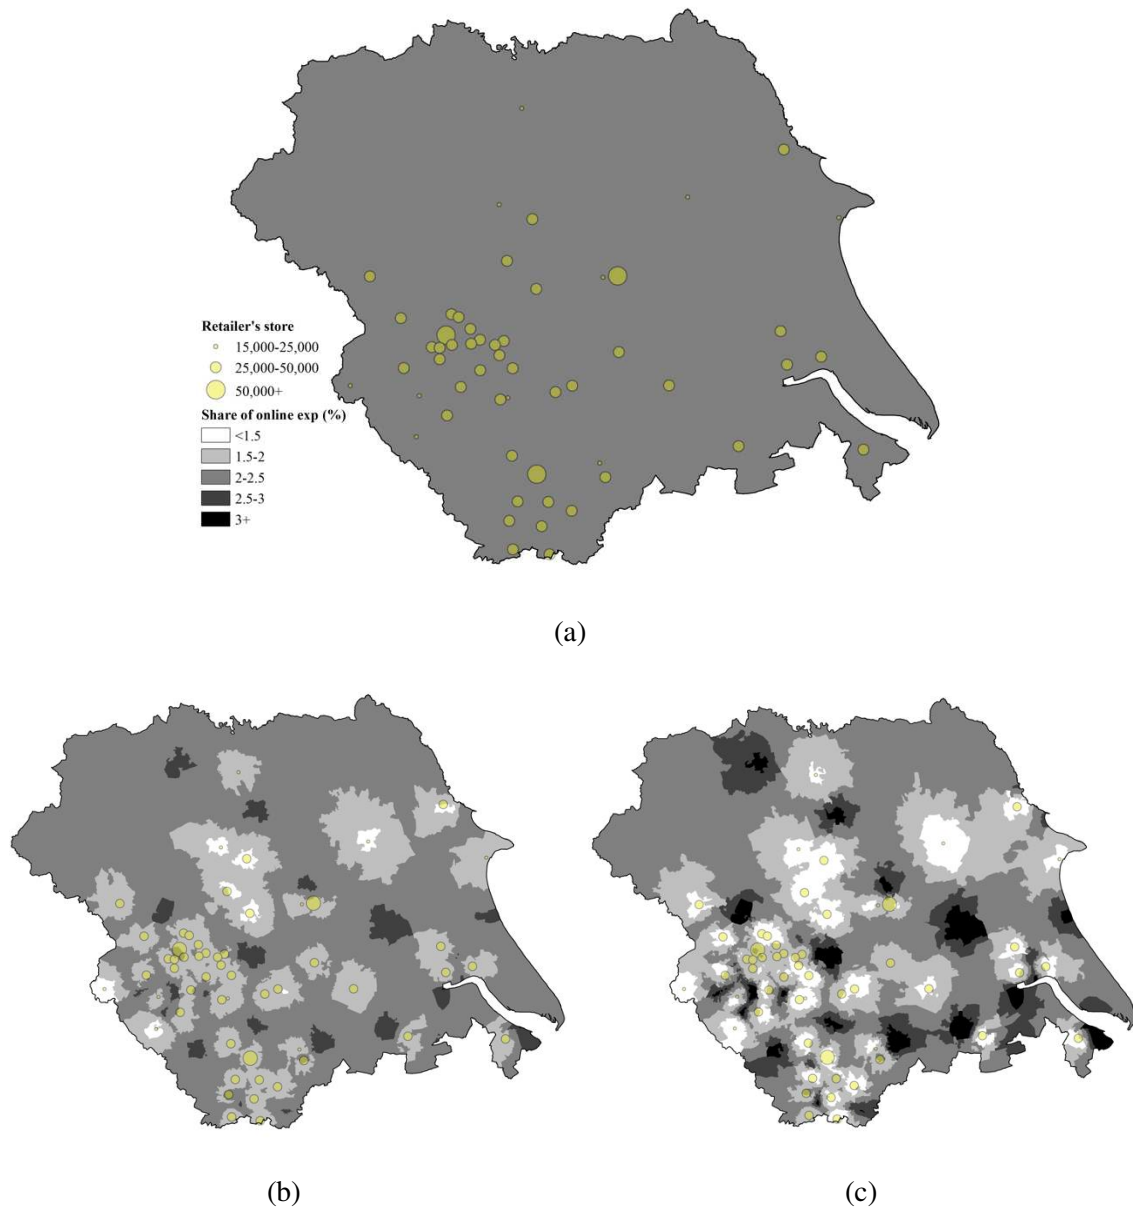 Retailer's store
15,000-25,000
25,000-50,000
50,000+
Share of online exp (%)
<1.5
1.5-2
2-2.5
2.5-3
3+
(a)
(b)
(c)